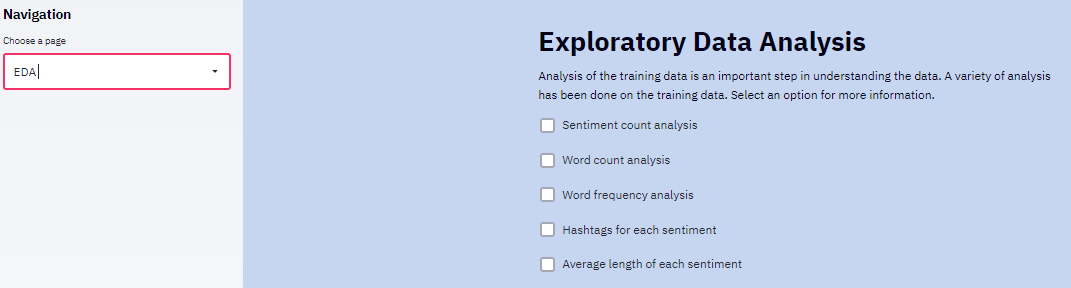 Navigation
Choose a page
EDA
Exploratory Data Analysis
Analysis of the training data is an important step in understanding the data. A variety of analysis
has been done on the training data. Select an option for more information.
Sentiment count analysis
Word count analysis
Word frequency analysis
Hashtags for each sentiment
Average length of each sentiment